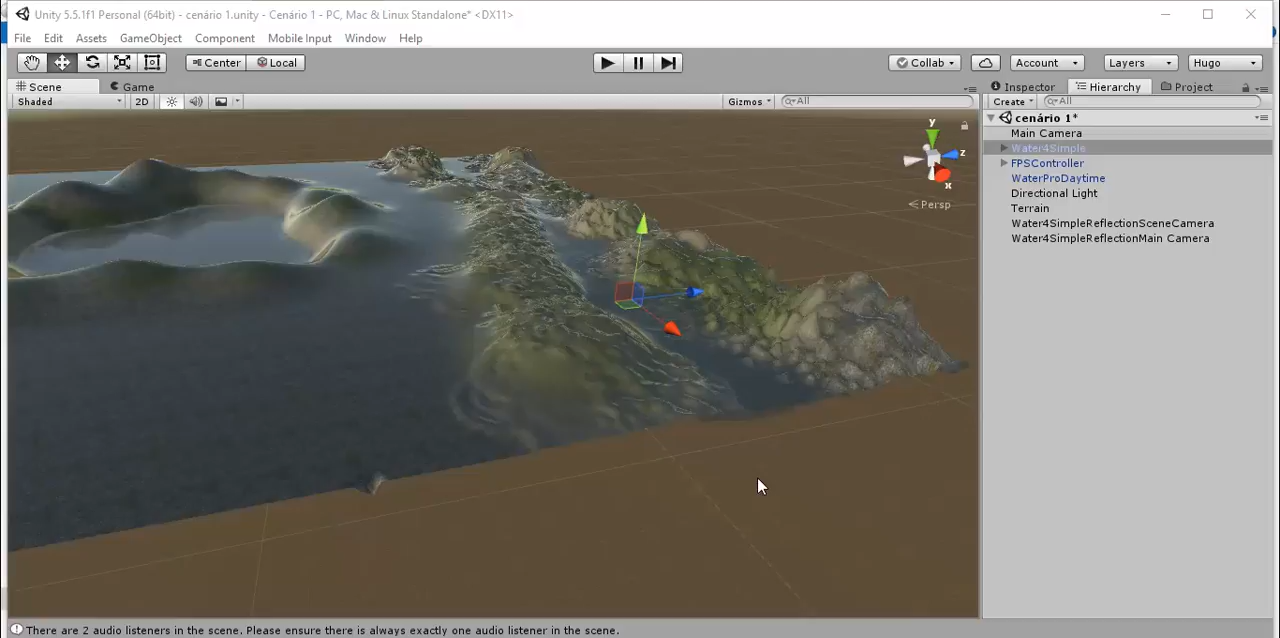 Unity 5.5.1f1 Personal (64bit) - cenário 1.unity - Cenário 1 - PC, Mac & Linux Standalone* <DX11>
File Edit Assets GameObject Component Mobile Input Window Help
Center Local Collab Account Layers Hugo
Scene Game Inspector Hierarchy Project
Shaded 2D Gizmos All Create All
cenário 1*
Main Camera
Water4Simple
FPSController
WaterProDaytime
Directional Light
Terrain
Water4SimpleReflectionSceneCamera
Water4SimpleReflectionMain Camera
y
z
x
Persp
There are 2 audio listeners in the scene. Please ensure there is always exactly one audio listener in the scene.